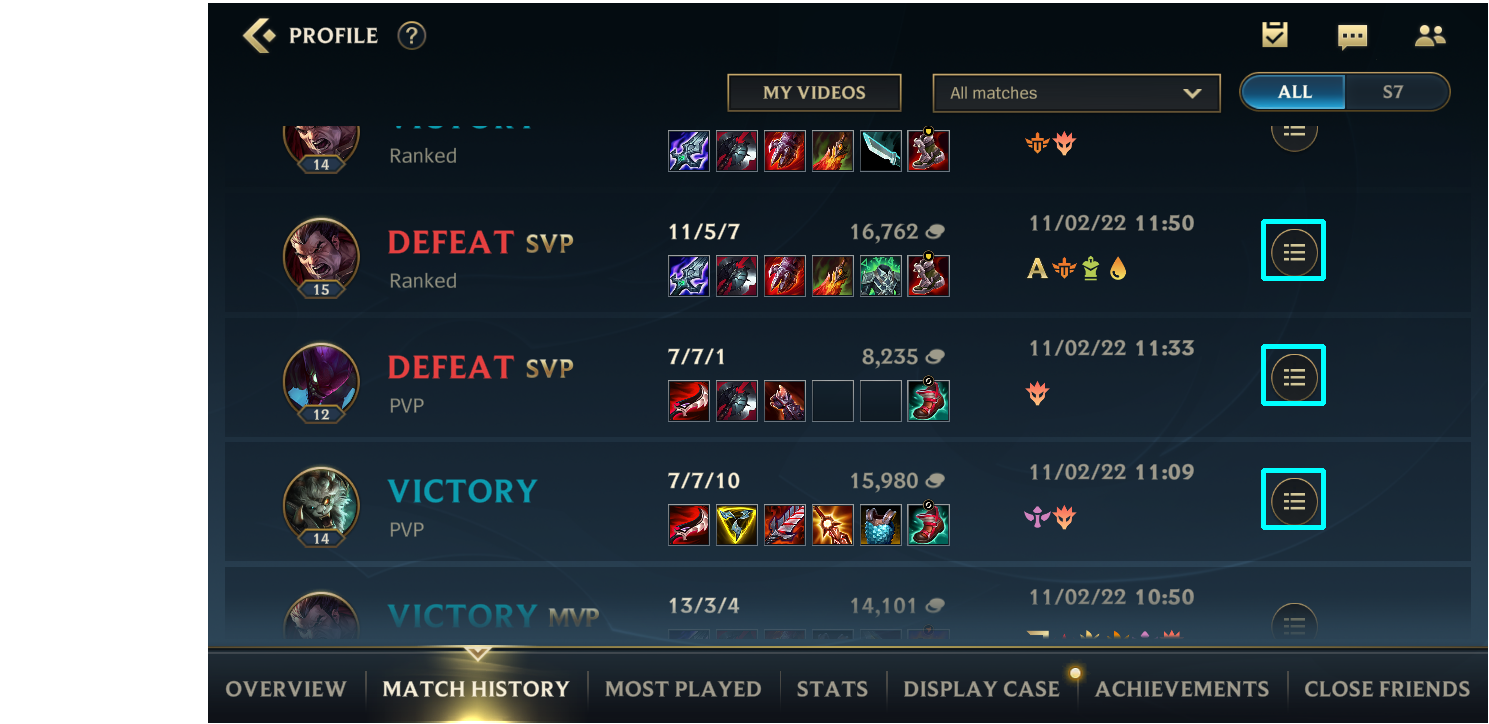 PROFILE ?
MY VIDEOS All matches ALL S7
VICTORY
14 Ranked
11/5/7 16,762 11/02/22 11:50
DEFEAT SVP
15 Ranked
7/7/1 8,235 11/02/22 11:33
DEFEAT SVP
12 PVP
7/7/10 15,980 11/02/22 11:09
VICTORY
14 PVP
13/3/4 14,101 11/02/22 10:50
VICTORY MVP
OVERVIEW MATCH HISTORY MOST PLAYED STATS DISPLAY CASE ACHIEVEMENTS CLOSE FRIENDS